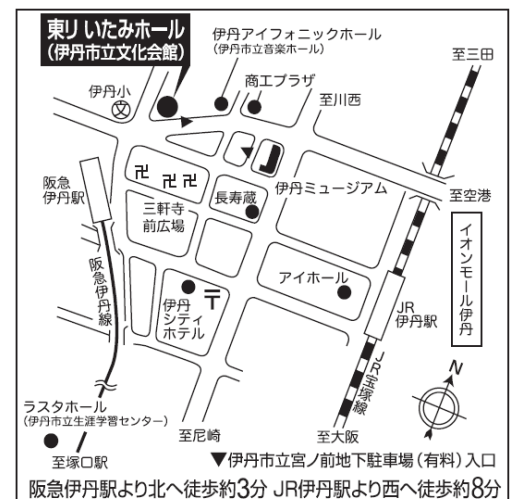 東リ いたみホール
（伊丹市立文化会館）
伊丹アイフォニックホール
（伊丹市立音楽ホール）
至三田
商工プラザ
伊丹小
文
至川西
阪急
伊丹駅
卍 卍 卍
伊丹ミュージアム
至空港
長寿蔵
三軒寺
前広場
イオンモール伊丹
阪急伊丹線
アイホール
伊丹
シティ
ホテル
〒
JR
伊丹駅
JR宝塚線
N
ラスタホール
（伊丹市立生涯学習センター）
至尼崎
至大阪
至塚口駅
▼伊丹市立宮ノ前地下駐車場（有料）入口
阪急伊丹駅より北へ徒歩約3分 JR伊丹駅より西へ徒歩約8分